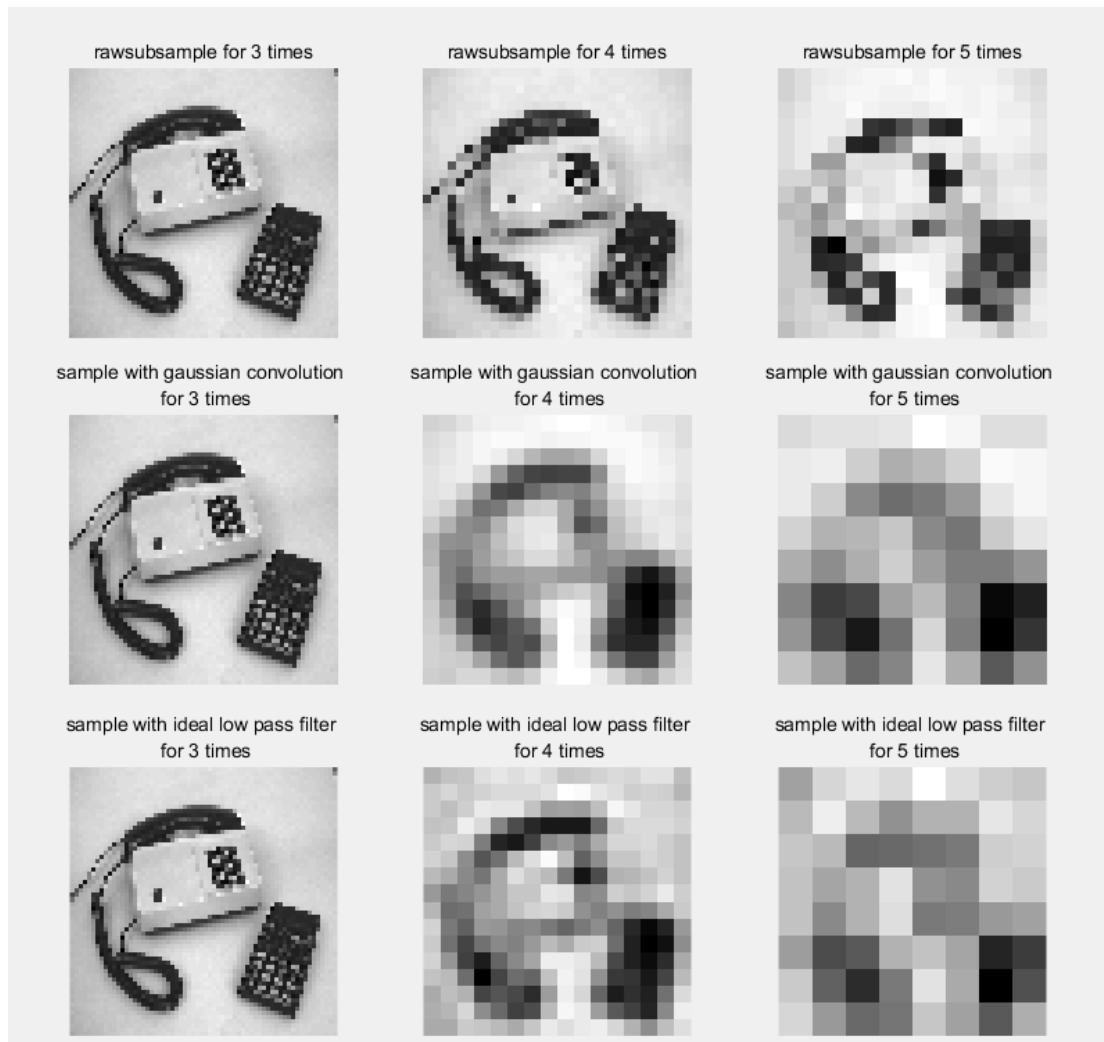 rawsubsample for 3 times
rawsubsample for 4 times
rawsubsample for 5 times
sample with gaussian convolution
for 3 times
sample with gaussian convolution
for 4 times
sample with gaussian convolution
for 5 times
sample with ideal low pass filter
for 3 times
sample with ideal low pass filter
for 4 times
sample with ideal low pass filter
for 5 times